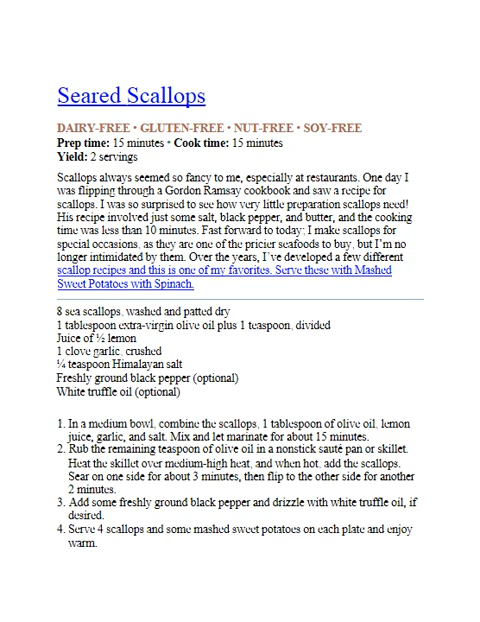 Seared Scallops
DAIRY-FREE • GLUTEN-FREE • NUT-FREE • SOY-FREE
Prep time: 15 minutes • Cook time: 15 minutes
Yield: 2 servings
Scallops always seemed so fancy to me, especially at restaurants. One day I
was flipping through a Gordon Ramsay cookbook and saw a recipe for
scallops. I was so surprised to see how very little preparation scallops need!
His recipe involved just some salt, black pepper, and butter, and the cooking
time was less than 10 minutes. Fast forward to today; I make scallops for
special occasions, as they are one of the pricier seafoods to buy, but I’m no
longer intimidated by them. Over the years, I’ve developed a few different
scallop recipes and this is one of my favorites. Serve these with Mashed
Sweet Potatoes with Spinach.
8 sea scallops, washed and patted dry
1 tablespoon extra-virgin olive oil plus 1 teaspoon, divided
Juice of ½ lemon
1 clove garlic, crushed
¼ teaspoon Himalayan salt
Freshly ground black pepper (optional)
White truffle oil (optional)
1. In a medium bowl, combine the scallops, 1 tablespoon of olive oil, lemon
juice, garlic, and salt. Mix and let marinate for about 15 minutes.
2. Rub the remaining teaspoon of olive oil in a nonstick sauté pan or skillet.
Heat the skillet over medium-high heat, and when hot, add the scallops.
Sear on one side for about 3 minutes, then flip to the other side for another
2 minutes.
3. Add some freshly ground black pepper and drizzle with white truffle oil, if
desired.
4. Serve 4 scallops and some mashed sweet potatoes on each plate and enjoy
warm.